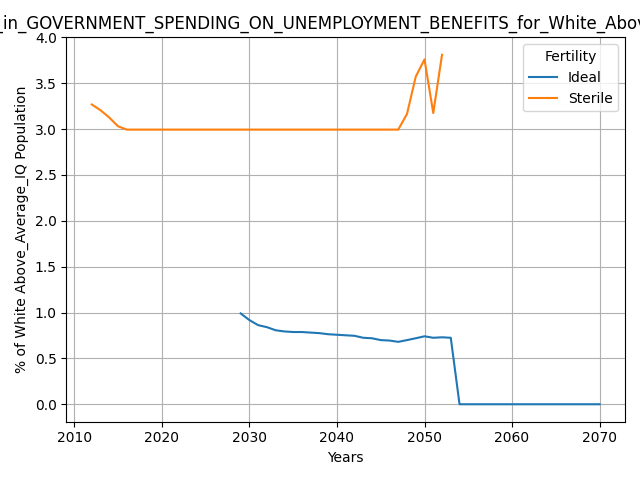 _in_GOVERNMENT_SPENDING_ON_UNEMPLOYMENT_BENEFITS_for_White_Abov
% of White Above_Average_IQ Population
4.0
3.5
3.0
2.5
2.0
1.5
1.0
0.5
0.0
Fertility
Ideal
Sterile
2010 2020 2030 2040 2050 2060 2070
Years